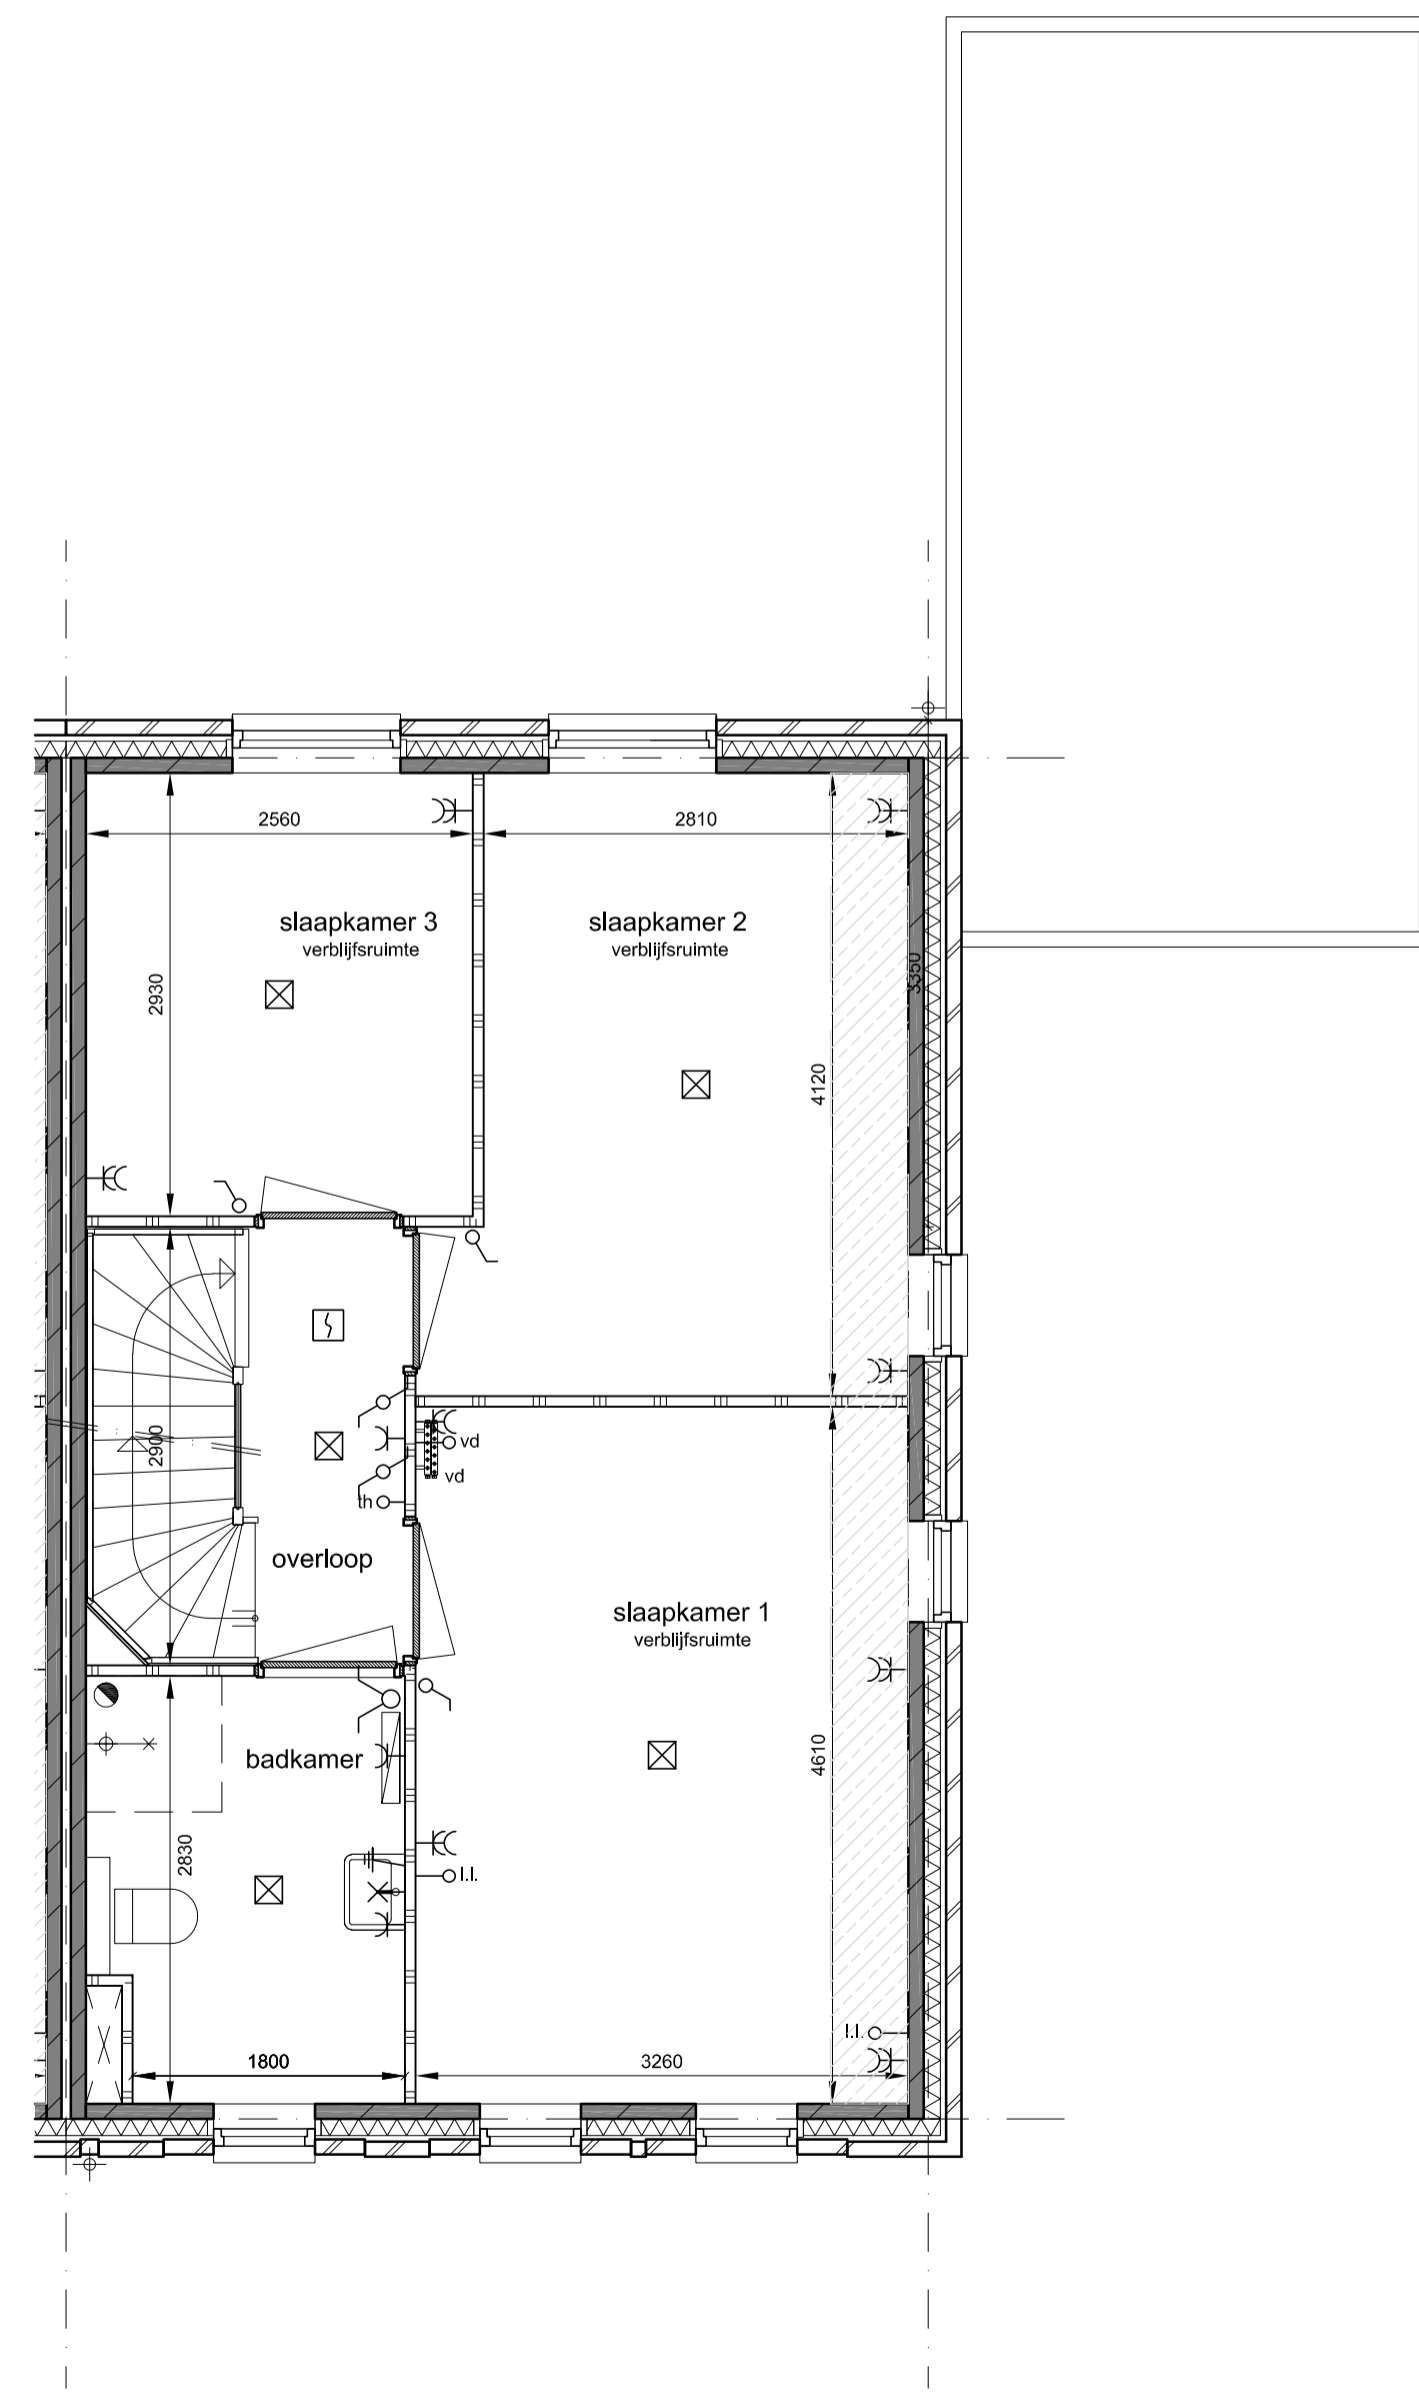 2560
2810
slaapkamer 3
verblijfsruimte
slaapkamer 2
verblijfsruimte
2930
3350
4120
2900
vd
vd
th
overloop
slaapkamer 1
verblijfsruimte
badkamer
4610
2830
l.l.
l.l.
1800
3260